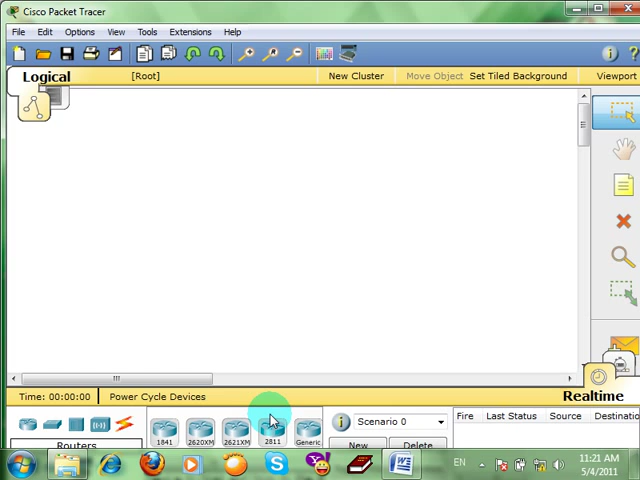 Cisco Packet Tracer
File Edit Options View Tools Extensions Help
Logical [Root] New Cluster Move Object Set Tiled Background Viewport
Time: 00:00:00 Power Cycle Devices Realtime
Scenario 0 Fire Last Status Source Destinatio
1841 2620XM 2621XM 2811 Generic
Routers New Delete
EN 11:21 AM
5/4/2011